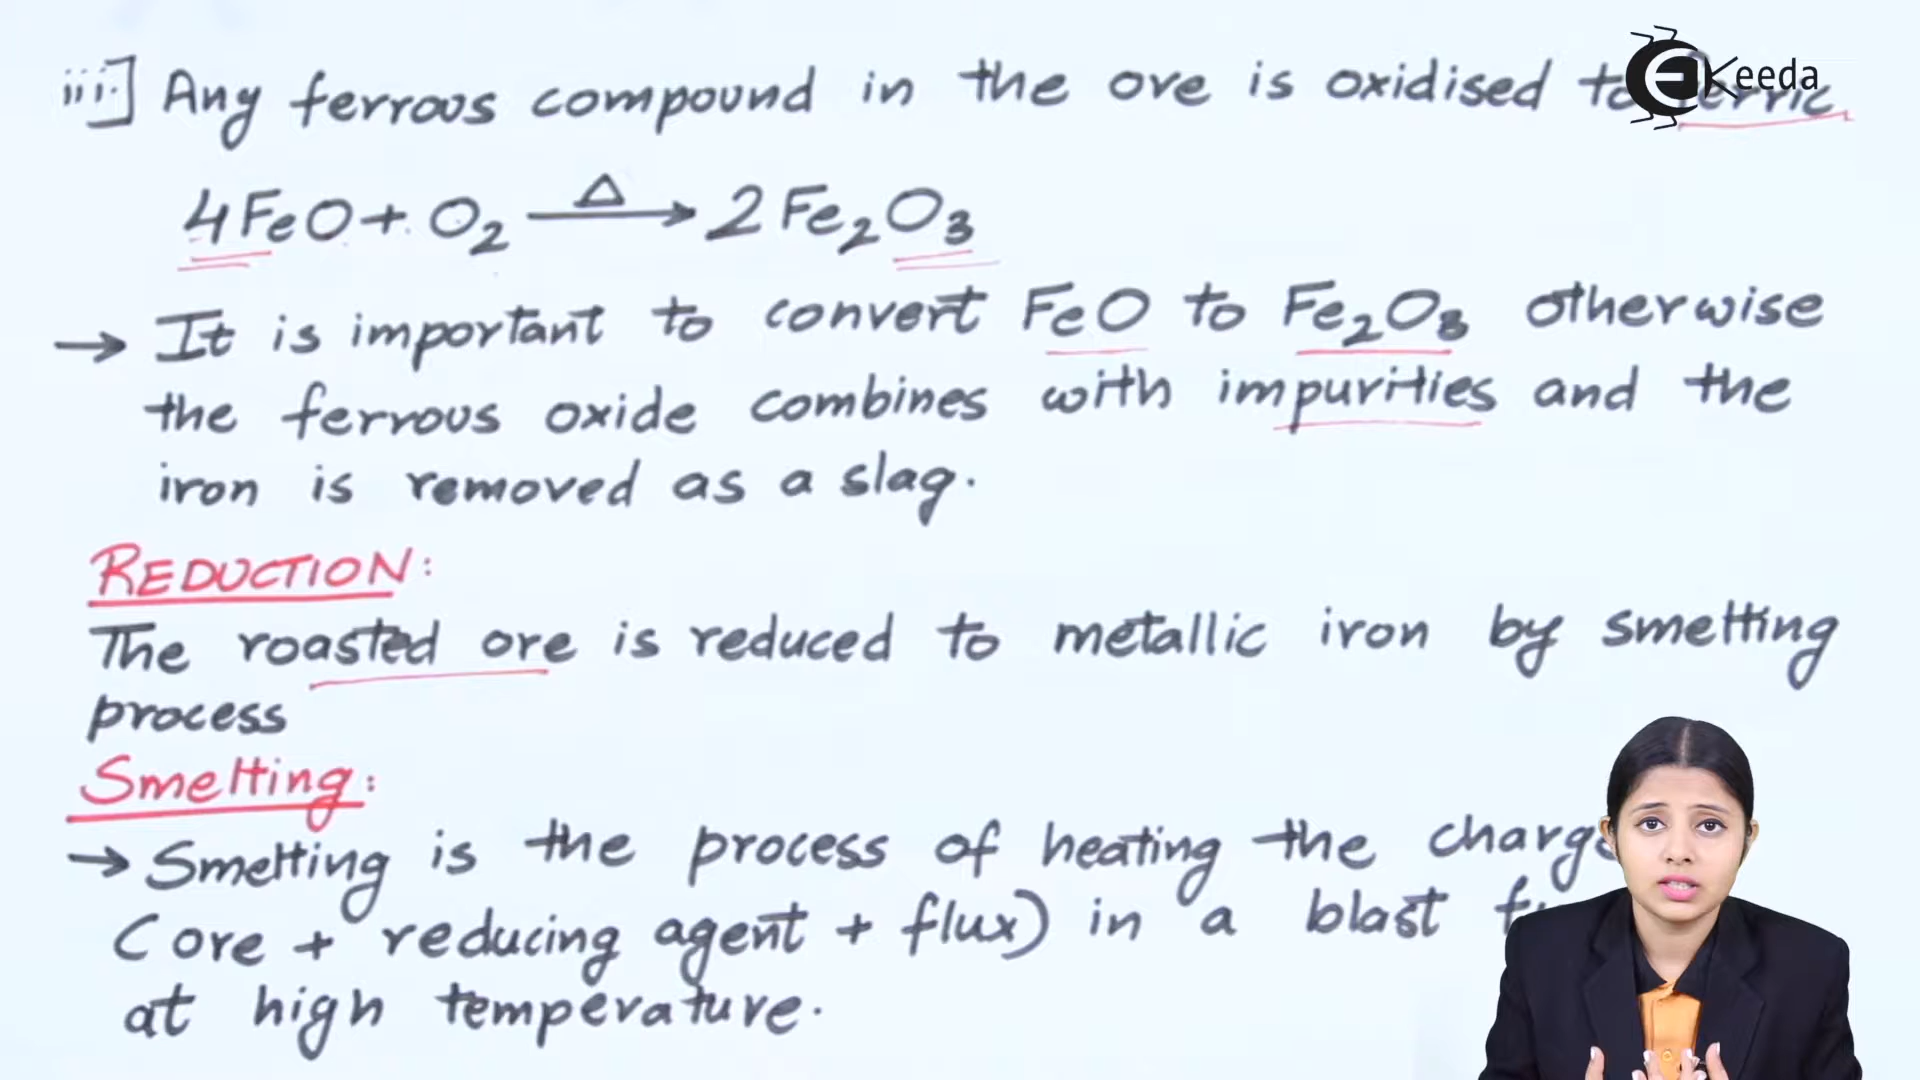 iii.] Any ferrous compound in the ore is oxidised to ferric
Keeda
4FeO + O₂ —Δ→ 2Fe₂O₃
→ It is important to convert FeO to Fe₂O₃ otherwise
the ferrous oxide combines with impurities and the
iron is removed as a slag.
REDUCTION:
The roasted ore is reduced to metallic iron by smelting
process
Smelting:
→ Smelting is the process of heating the charge
(ore + reducing agent + flux) in a blast
at high temperature.